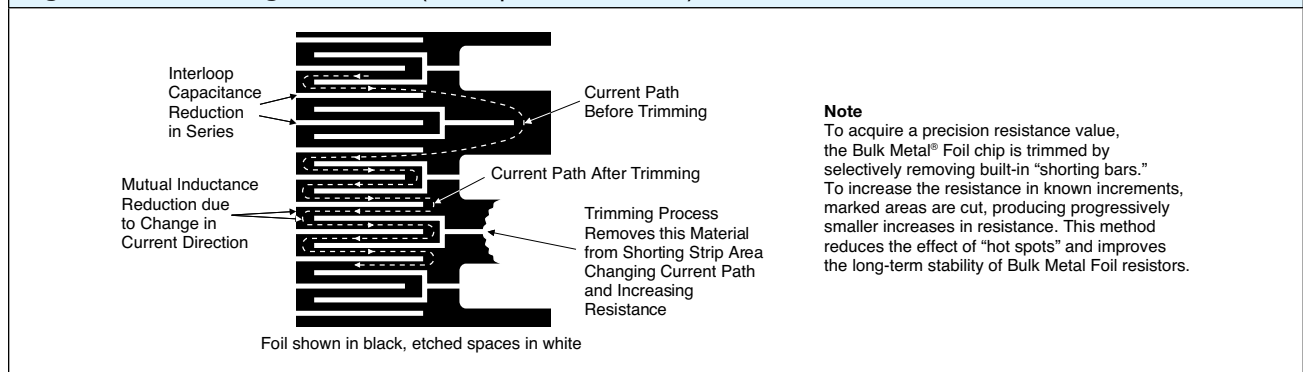 Interloop
Capacitance
Reduction
in Series
Mutual Inductance
Reduction due
to Change in
Current Direction
Current Path
Before Trimming
Current Path After Trimming
Trimming Process
Removes this Material
from Shorting Strip Area
Changing Current Path
and Increasing
Resistance
Foil shown in black, etched spaces in white
Note
To acquire a precision resistance value,
the Bulk Metal® Foil chip is trimmed by
selectively removing built-in “shorting bars.”
To increase the resistance in known increments,
marked areas are cut, producing progressively
smaller increases in resistance. This method
reduces the effect of “hot spots” and improves
the long-term stability of Bulk Metal Foil resistors.